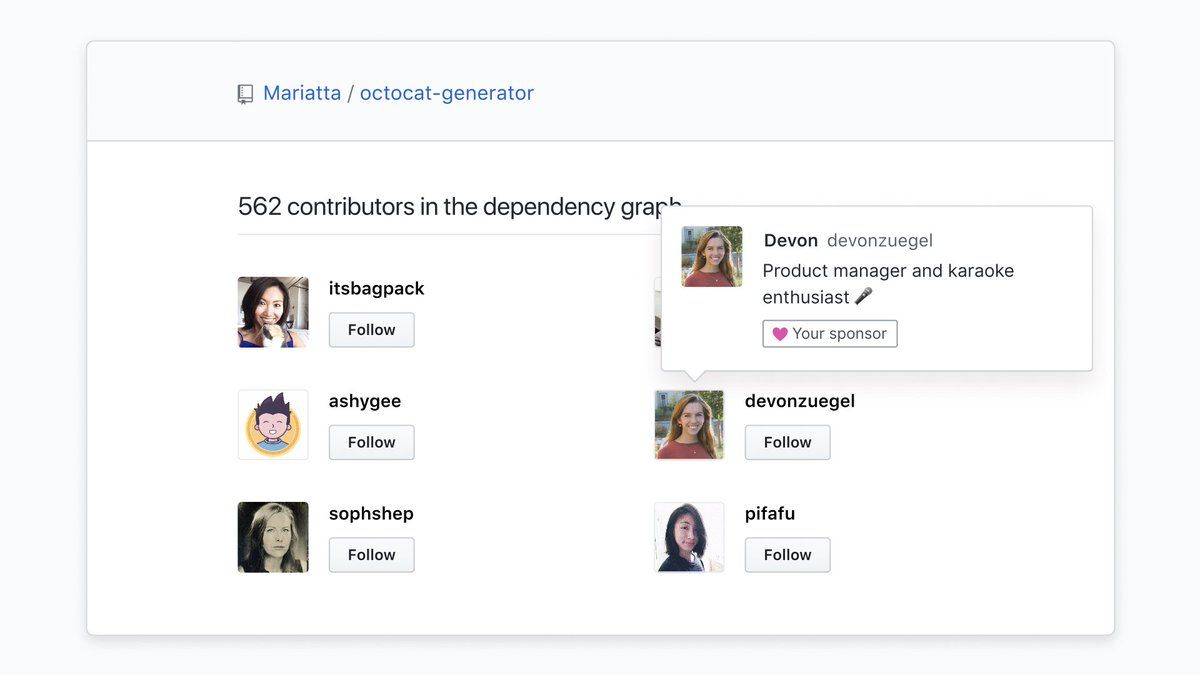 Mariatta / octocat-generator
562 contributors in the dependency graph
Devon devonzuegel
Product manager and karaoke
enthusiast 🎤
Your sponsor
itsbagpack
Follow
ashygee
Follow
devonzuegel
Follow
sophshep
Follow
pifafu
Follow